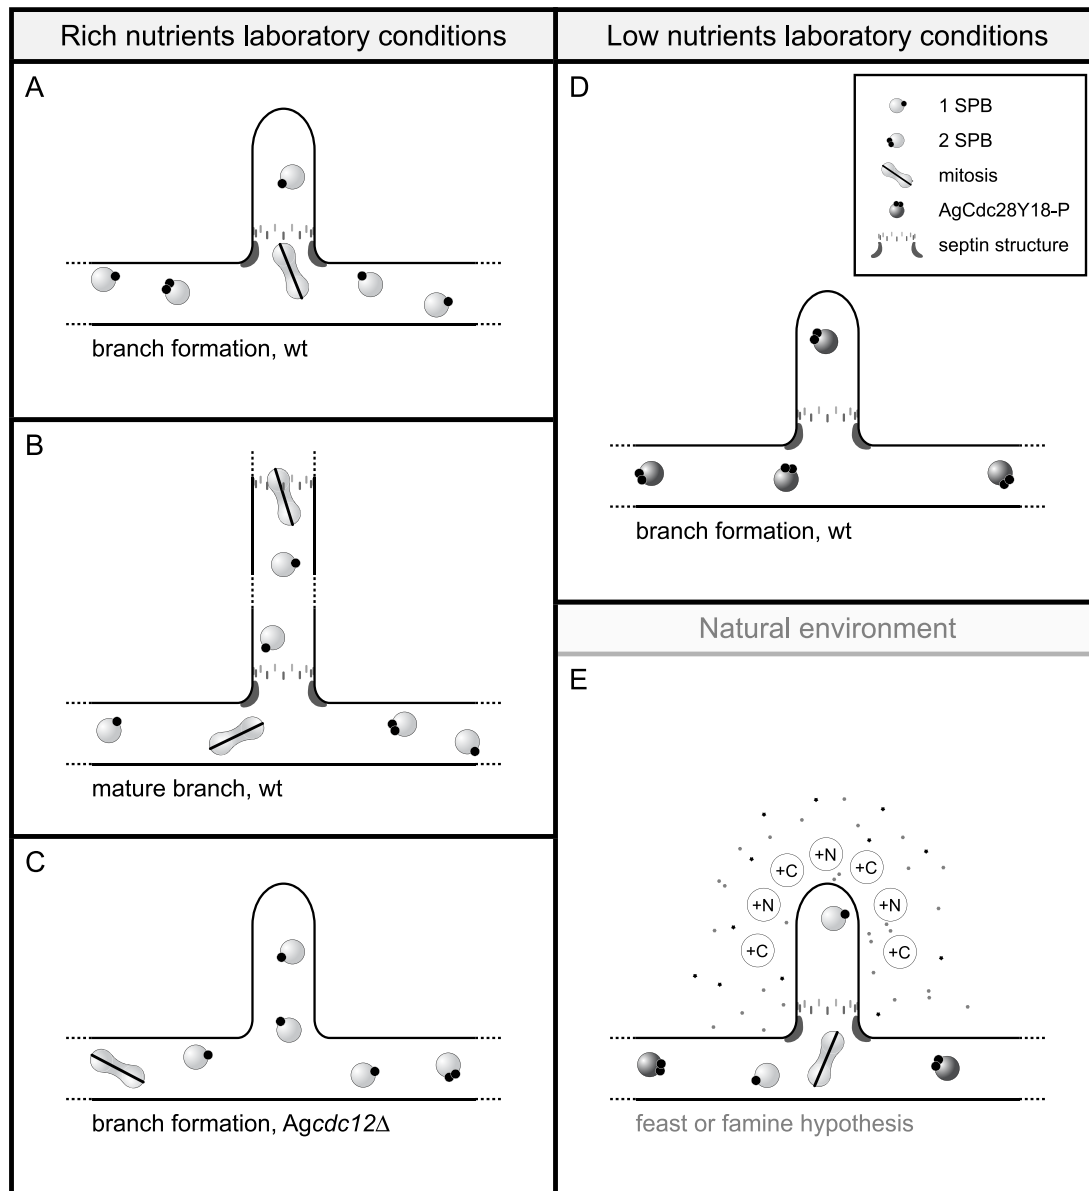 Rich nutrients laboratory conditions
A
branch formation, wt
B
mature branch, wt
C
branch formation, Agcdc12Δ
Low nutrients laboratory conditions
D
1 SPB
2 SPB
mitosis
AgCdc28Y18-P
septin structure
branch formation, wt
Natural environment
E
+N
+C
+C
+N
+N
+C
+C
feast or famine hypothesis